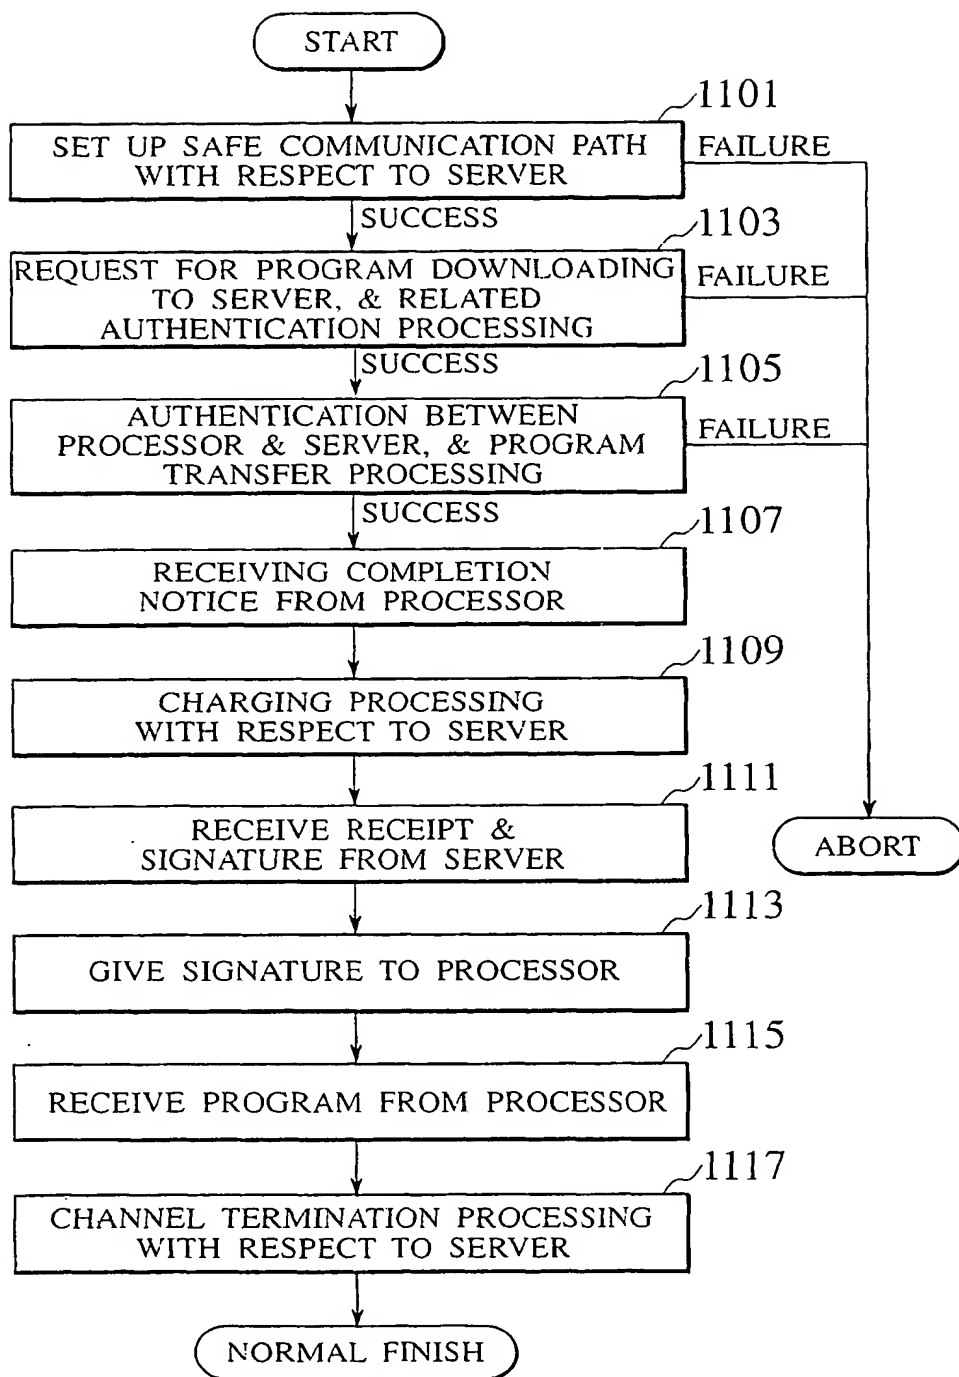 START
1101
SET UP SAFE COMMUNICATION PATH
WITH RESPECT TO SERVER
FAILURE
SUCCESS
1103
REQUEST FOR PROGRAM DOWNLOADING
TO SERVER, & RELATED
AUTHENTICATION PROCESSING
FAILURE
SUCCESS
1105
AUTHENTICATION BETWEEN
PROCESSOR & SERVER, & PROGRAM
TRANSFER PROCESSING
FAILURE
SUCCESS
1107
RECEIVING COMPLETION
NOTICE FROM PROCESSOR
1109
CHARGING PROCESSING
WITH RESPECT TO SERVER
1111
RECEIVE RECEIPT &
SIGNATURE FROM SERVER
ABORT
1113
GIVE SIGNATURE TO PROCESSOR
1115
RECEIVE PROGRAM FROM PROCESSOR
1117
CHANNEL TERMINATION PROCESSING
WITH RESPECT TO SERVER
NORMAL FINISH